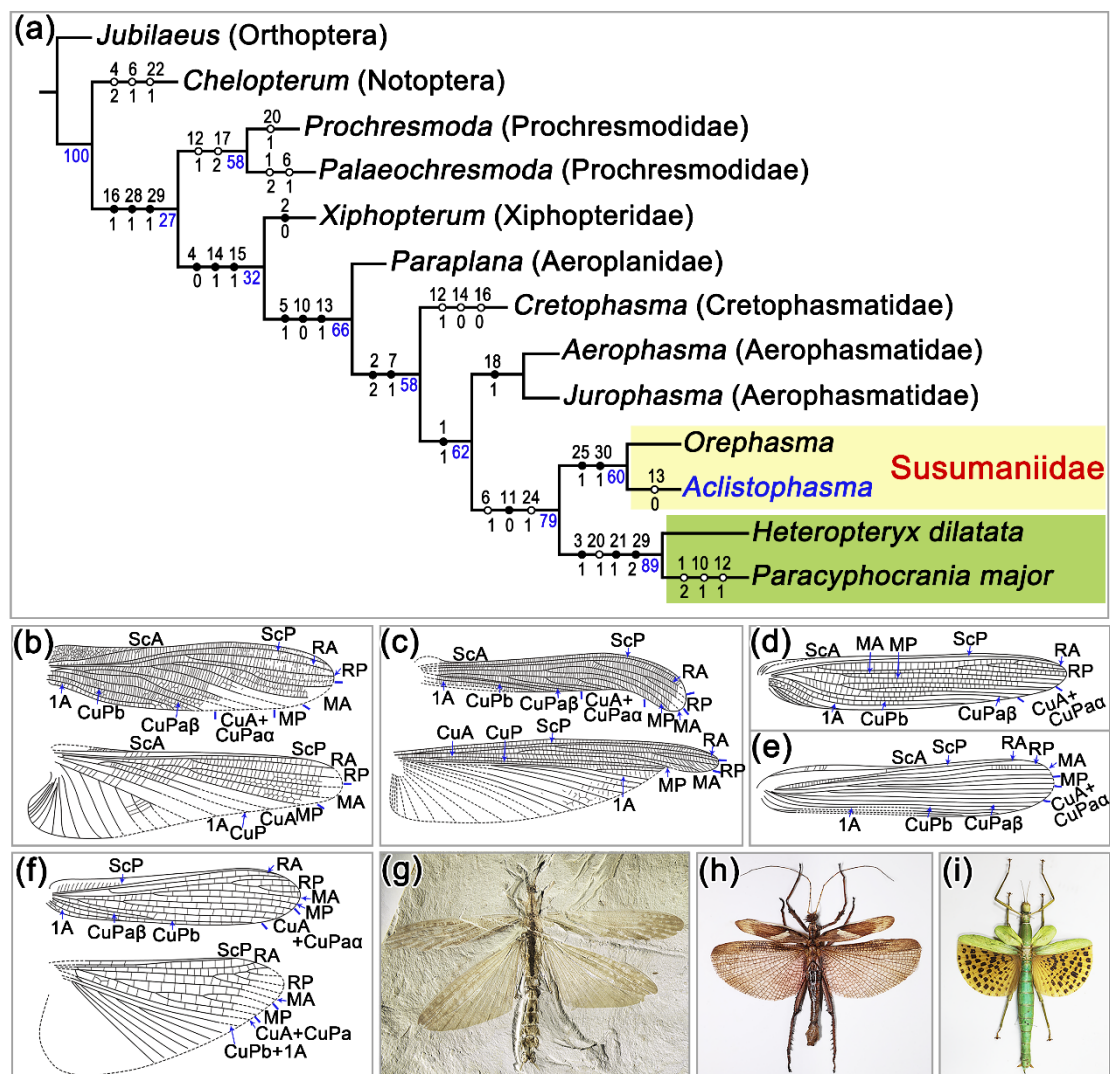 (a)
Jubilaeus (Orthoptera)
4 6 22
2 1 1
Chelopterum (Notoptera)
100
20
1
Prochresmoda (Prochresmodidae)
12 17
1 2
58
1 6
2 1
Palaeochresmoda (Prochresmodidae)
16 28 29
1 1 1
27
2
0
Xiphopterum (Xiphopteridae)
4 14 15
0 1 1
32
Paraplana (Aeroplanidae)
5 10 13
1 0 1
66
12 14 16
1 0 0
Cretophasma (Cretophasmatidae)
2 7
2 1
58
18
1
Aerophasma (Aerophasmatidae)
Jurophasma (Aerophasmatidae)
1
1
62
25 30
1 1
60
Orephasma
Susumaniidae
13
0
Aclistophasma
6 11 24
1 0 1
79
3 20 21 29
1 1 1 2
89
Heteropteryx dilatata
1 10 12
2 1 1
Paracyphocrania major
(b)
ScA ScP RA RP
1A CuPb CuPaβ CuA+ CuPaα MP MA
ScA ScP RA RP
1A CuP CuA MP MA
(c)
ScA ScP
1A CuPb CuPaβ CuA+ CuPaα MP MA RA RP
CuA CuP ScP RA RP
1A MP MA
(d)
MA MP ScP RA RP
1A CuPb CuPaβ CuA+ CuPaα
(e)
ScA ScP RA RP MA MP
CuA+ CuPaα
1A CuPb CuPaβ
(f)
ScP RA RP MA MP
1A CuPaβ CuPb CuA +CuPaα
ScP RA RP MA MP
CuA+CuPa
CuPb+1A
(g)
(h)
(i)